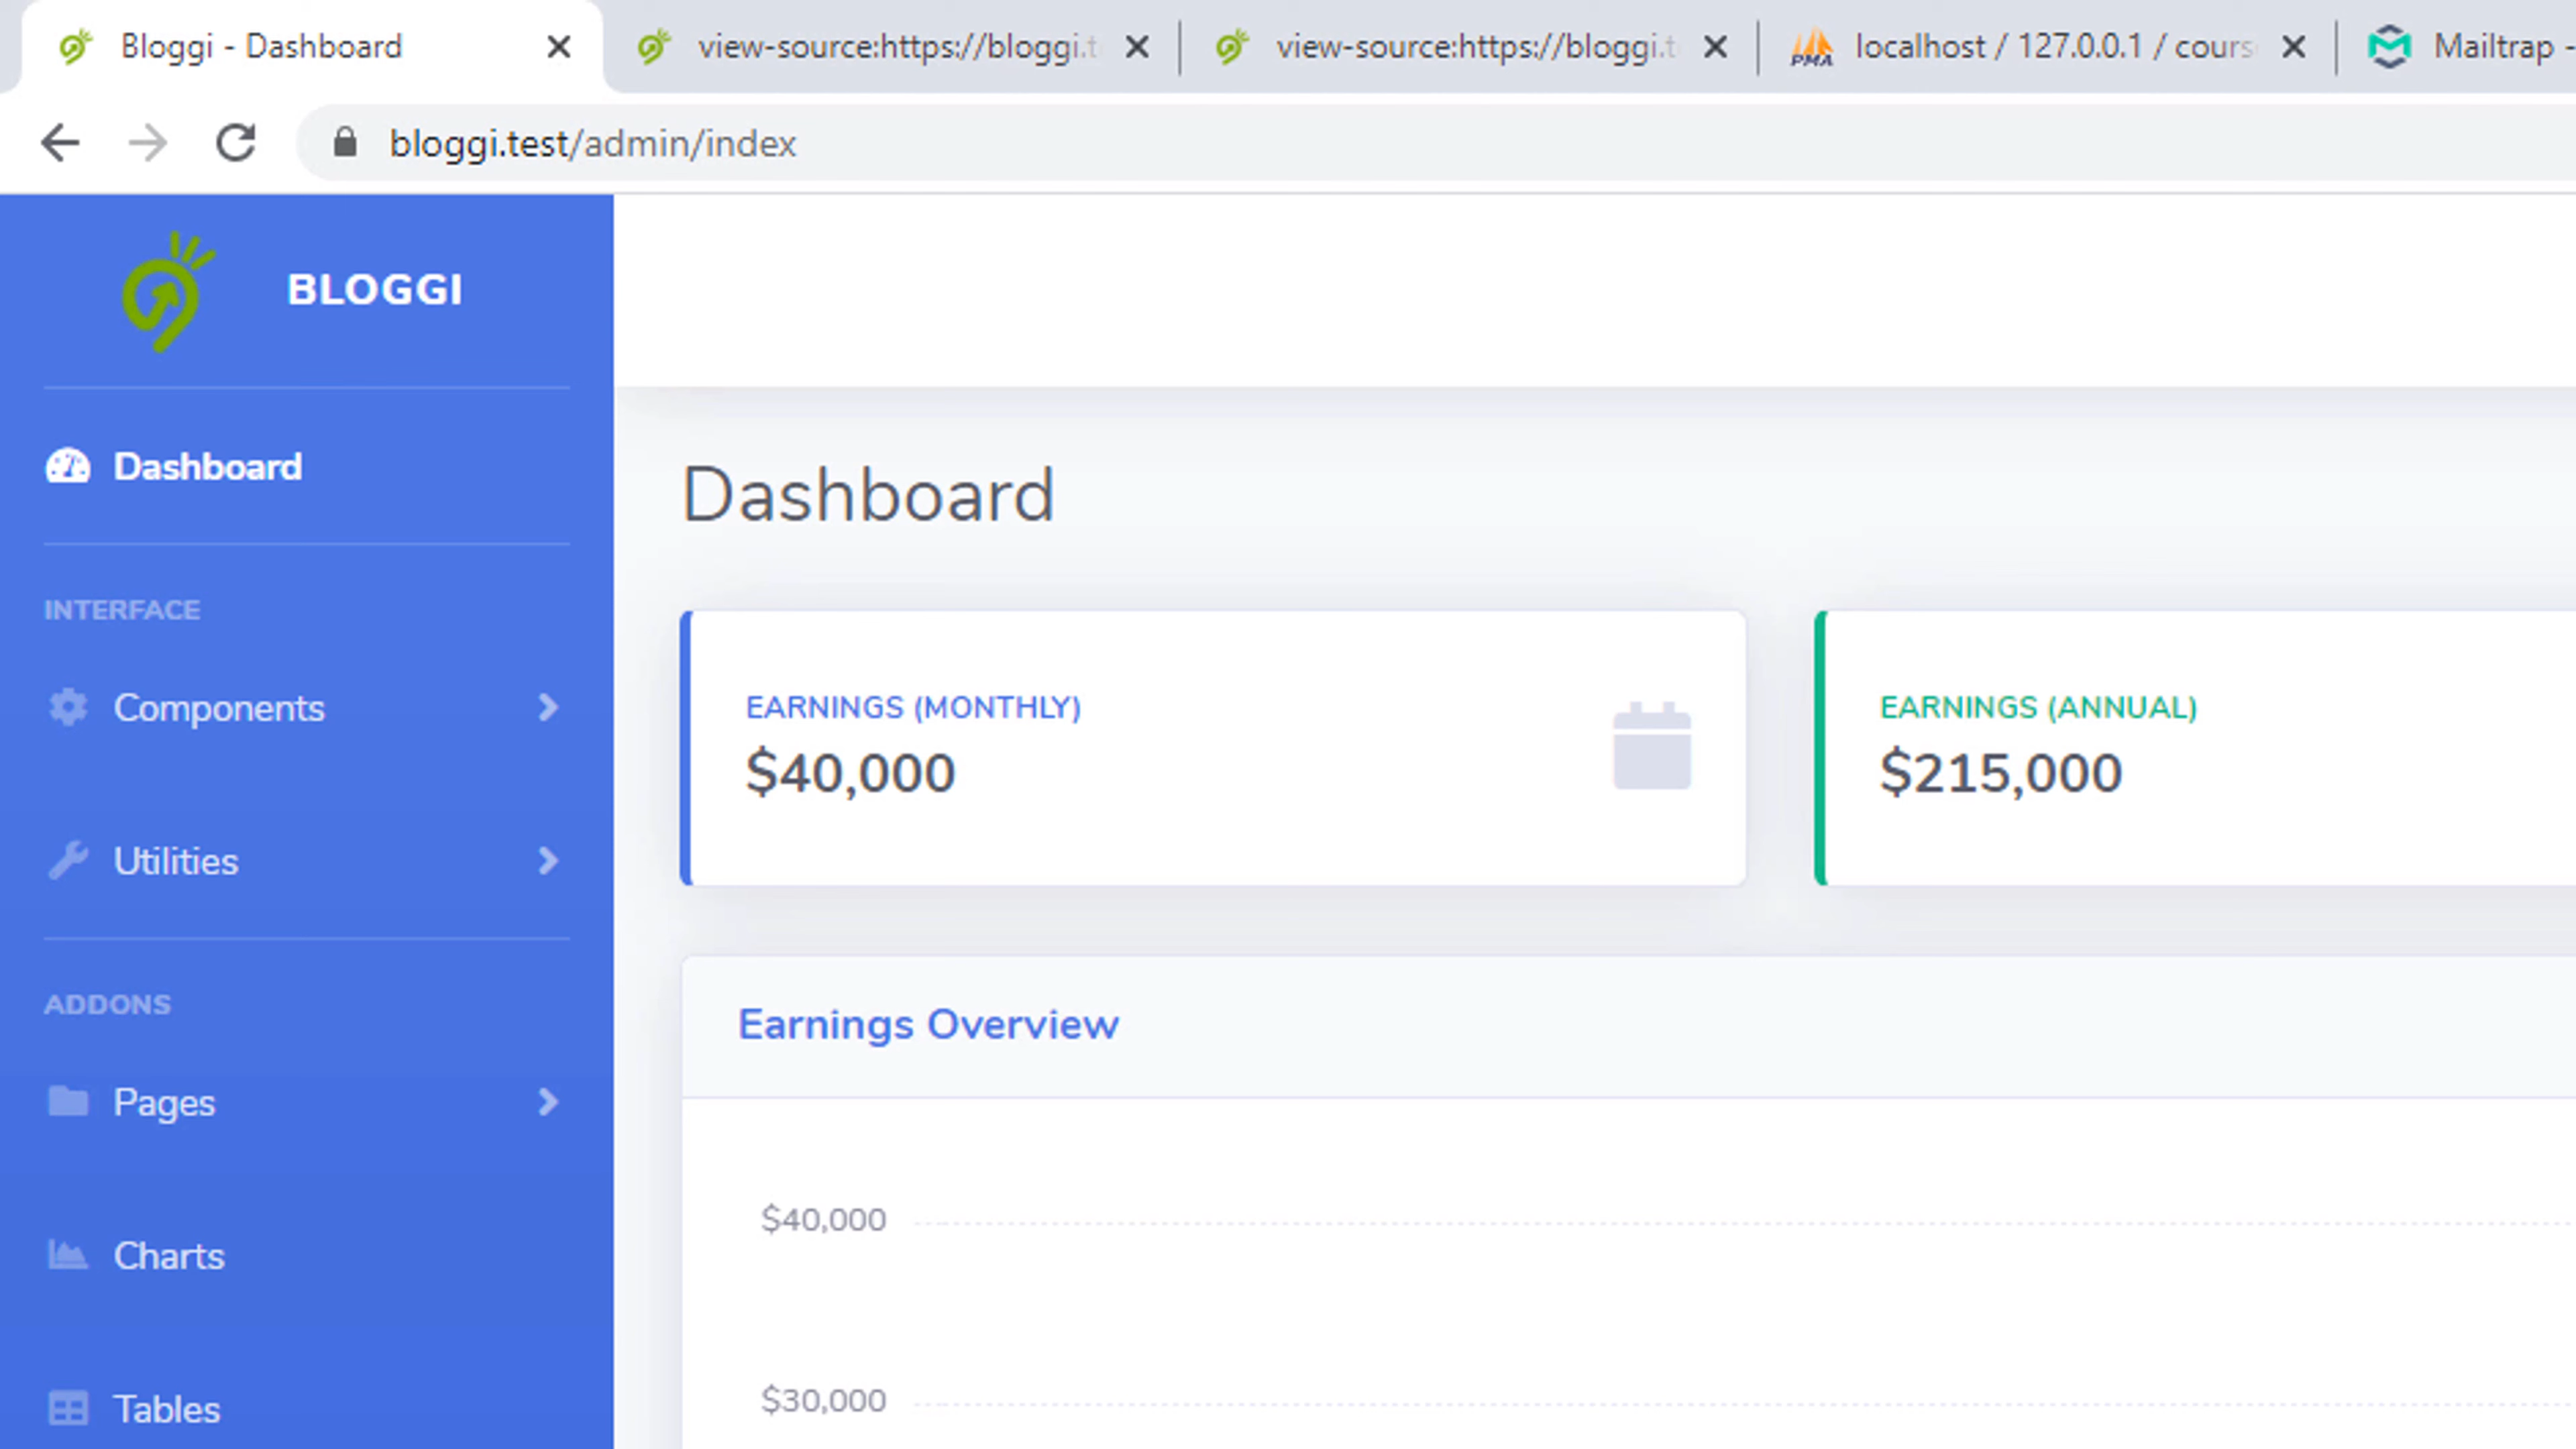 Bloggi - Dashboard
view-source:https://bloggi.t
view-source:https://bloggi.t
PMA
localhost / 127.0.0.1 / cours
Mailtrap -
bloggi.test/admin/index
BLOGGI
Dashboard
INTERFACE
Components
Utilities
ADDONS
Pages
Charts
Tables
Dashboard
EARNINGS (MONTHLY)
$40,000
EARNINGS (ANNUAL)
$215,000
Earnings Overview
$40,000
$30,000